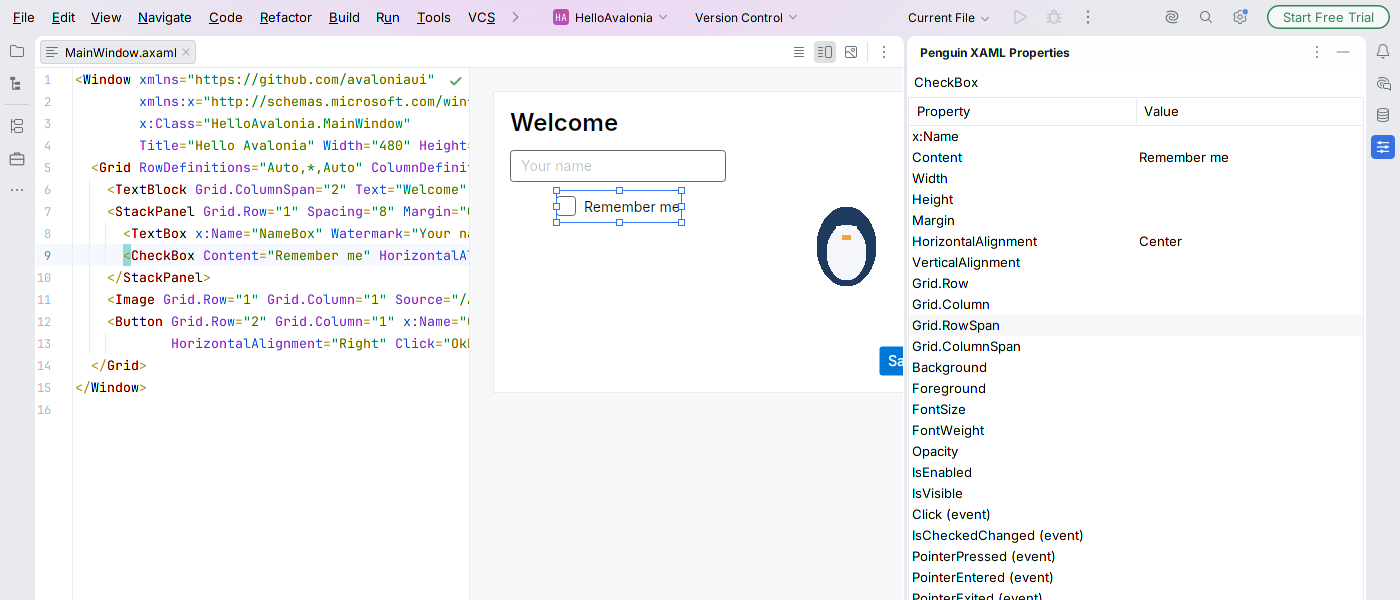 File Edit View Navigate Code Refactor Build Run Tools VCS HA HelloAvalonia Version Control Current File Start Free Trial
MainWindow.axaml
1 <Window xmlns="https://github.com/avaloniaui"
2 xmlns:x="http://schemas.microsoft.com/win
3 x:Class="HelloAvalonia.MainWindow"
4 Title="Hello Avalonia" Width="480" Height=
5 <Grid RowDefinitions="Auto,*,Auto" ColumnDefinit
6 <TextBlock Grid.ColumnSpan="2" Text="Welcome"
7 <StackPanel Grid.Row="1" Spacing="8" Margin="
8 <TextBox x:Name="NameBox" Watermark="Your na
9 <CheckBox Content="Remember me" HorizontalAl
10 </StackPanel>
11 <Image Grid.Row="1" Grid.Column="1" Source="/
12 <Button Grid.Row="2" Grid.Column="1" x:Name="
13 HorizontalAlignment="Right" Click="Ok
14 </Grid>
15 </Window>
16
Welcome
Your name
Remember me
Sa
Penguin XAML Properties
CheckBox
Property Value
x:Name
Content Remember me
Width
Height
Margin
HorizontalAlignment Center
VerticalAlignment
Grid.Row
Grid.Column
Grid.RowSpan
Grid.ColumnSpan
Background
Foreground
FontSize
FontWeight
Opacity
IsEnabled
IsVisible
Click (event)
IsCheckedChanged (event)
PointerPressed (event)
PointerEntered (event)
PointerExited (event)